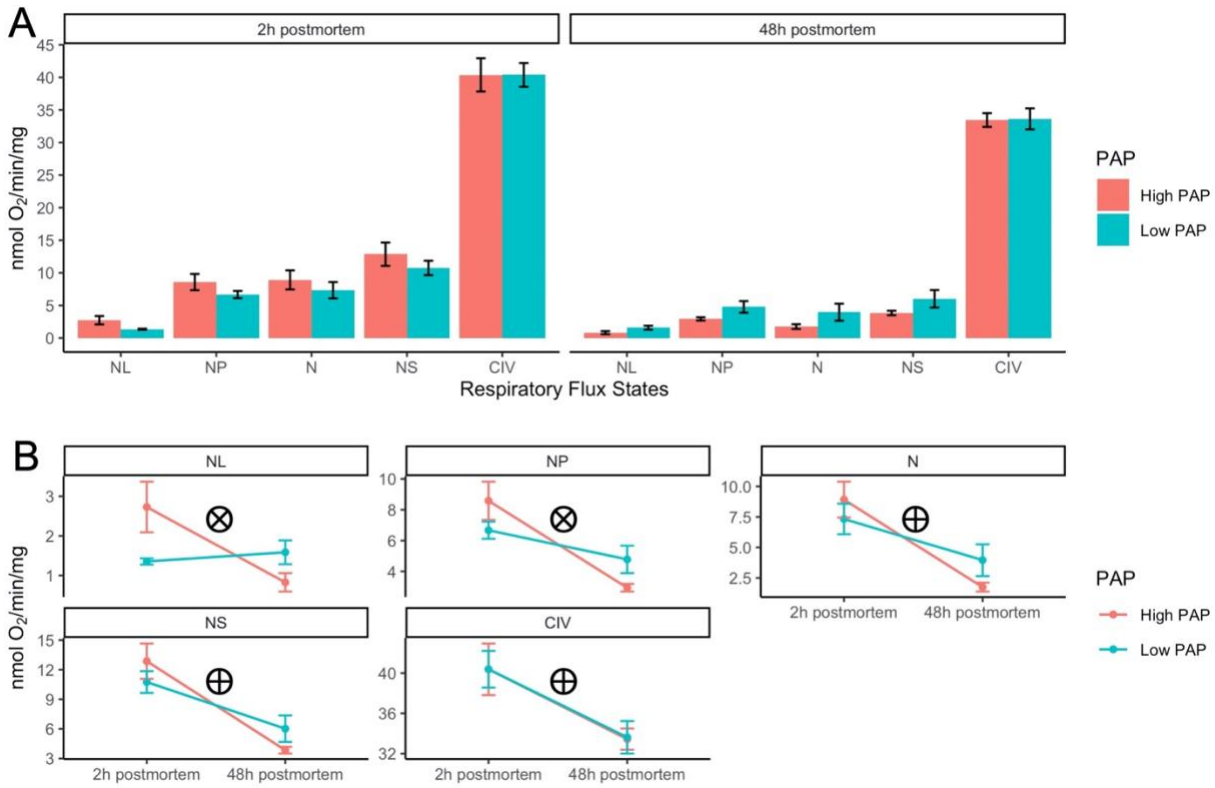 A
2h postmortem
48h postmortem
45
40
35
30
25
20
15
10
5
0
nmol O₂/min/mg
NL NP N NS CIV
NL NP N NS CIV
Respiratory Flux States
PAP
High PAP
Low PAP
B
NL
3
2
1
NP
10
8
6
4
N
10.0
7.5
5.0
2.5
2h postmortem 48h postmortem
NS
15
12
9
6
3
2h postmortem 48h postmortem
CIV
40
36
32
2h postmortem 48h postmortem
nmol O₂/min/mg
PAP
High PAP
Low PAP